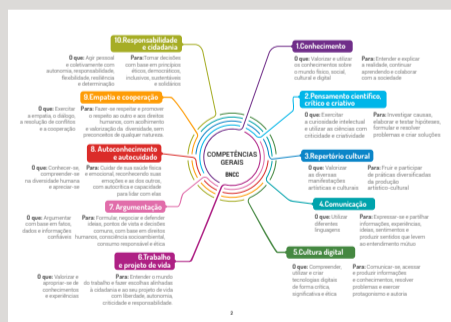 10.Responsabilidade
e cidadania
O que: Agir pessoal
e coletivamente com
autonomia, responsabilidade,
flexibilidade, resiliência
e determinação
Para: Tomar decisões
com base em princípios
éticos, democráticos,
inclusivos, sustentáveis
e solidários
9.Empatia e cooperação
O que: Exercitar
a empatia, o diálogo,
a resolução de conflitos
e a cooperação
Para: Fazer-se respeitar e promover
o respeito ao outro e aos direitos
humanos, com acolhimento
e valorização da diversidade, sem
preconceitos de qualquer natureza
8. Autoconhecimento
e autocuidado
O que: Conhecer-se,
compreender-se
na diversidade humana
e apreciar-se
Para: Cuidar de sua saúde física
e emocional, reconhecendo suas
emoções e as dos outros,
com autocrítica e capacidade
para lidar com elas
7. Argumentação
O que: Argumentar
com base em fatos,
dados e informações
confiáveis
Para: Formular, negociar e defender
ideias, pontos de vista e decisões
comuns, com base em direitos
humanos, consciência socioambiental,
consumo responsável e ética
6.Trabalho
e projeto de vida
O que: Valorizar e
apropriar-se de
conhecimentos
e experiências
Para: Entender o mundo
do trabalho e fazer escolhas alinhadas
à cidadania e ao seu projeto de vida
com liberdade, autonomia,
criticidade e responsabilidade
COMPETÊNCIAS
GERAIS
BNCC
1.Conhecimento
O que: Valorizar e utilizar
os conhecimentos sobre
o mundo físico, social,
cultural e digital
Para: Entender e explicar
a realidade, continuar
aprendendo e colaborar
com a sociedade
2.Pensamento científico,
crítico e criativo
O que: Exercitar
a curiosidade intelectual
e utilizar as ciências com
criticidade e criatividade
Para: Investigar causas,
elaborar e testar hipóteses,
formular e resolver
problemas e criar soluções
3.Repertório cultural
O que: Valorizar
as diversas
manifestações
artísticas e culturais
Para: Fruir e participar
de práticas diversificadas
da produção
artístico-cultural
4.Comunicação
O que: Utilizar
diferentes
linguagens
Para: Expressar-se e partilhar
informações, experiências,
ideias, sentimentos e
produzir sentidos que levem
ao entendimento mútuo
5.Cultura digital
O que: Compreender,
utilizar e criar
tecnologias digitais
de forma crítica,
significativa e ética
Para: Comunicar-se, acessar
e produzir informações
e conhecimentos, resolver
problemas e exercer
protagonismo e autoria
2